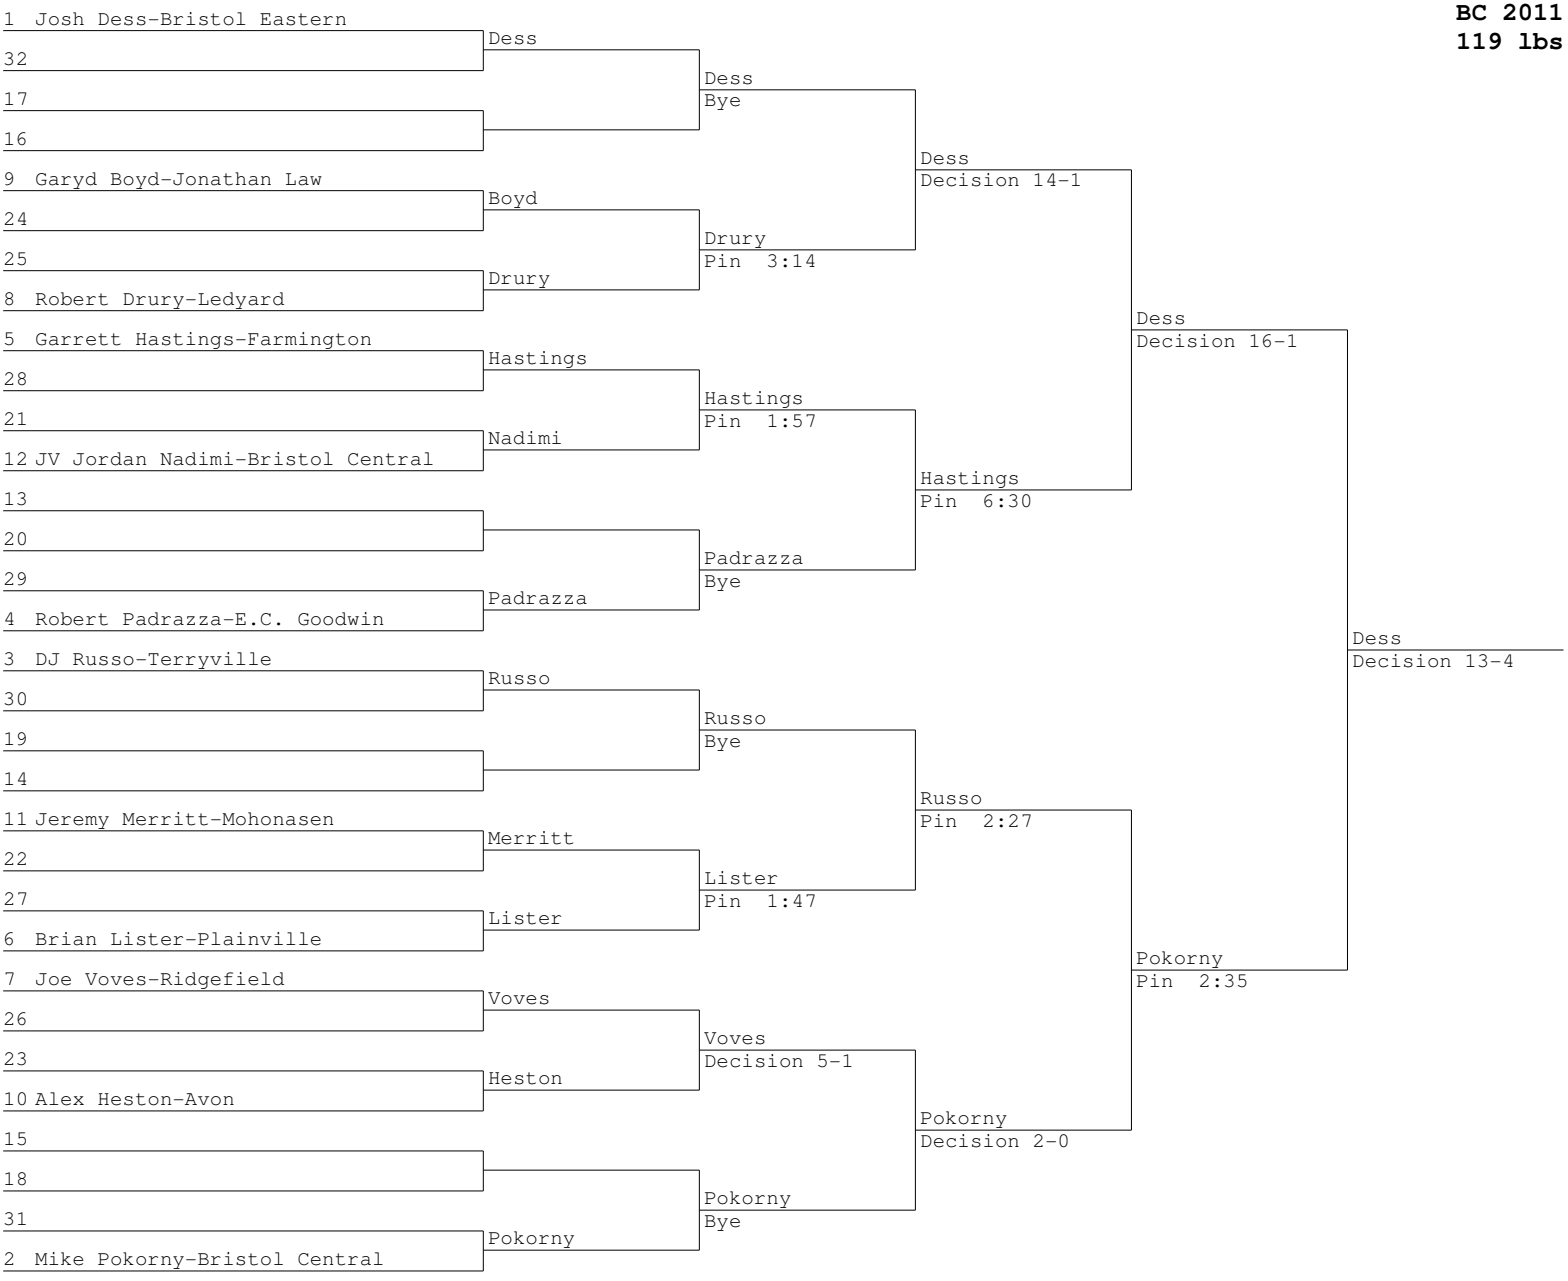 BC 2011
119 lbs
1 Josh Dess-Bristol Eastern
32
17
16
9 Garyd Boyd-Jonathan Law
24
25
8 Robert Drury-Ledyard
5 Garrett Hastings-Farmington
28
21
12 JV Jordan Nadimi-Bristol Central
13
20
29
4 Robert Padrazza-E.C. Goodwin
3 DJ Russo-Terryville
30
19
14
11 Jeremy Merritt-Mohonasen
22
27
6 Brian Lister-Plainville
7 Joe Voves-Ridgefield
26
23
10 Alex Heston-Avon
15
18
31
2 Mike Pokorny-Bristol Central
Dess
Boyd
Drury
Hastings
Nadimi
Padrazza
Russo
Merritt
Lister
Voves
Heston
Pokorny
Dess
Bye
Drury
Pin 3:14
Hastings
Pin 1:57
Padrazza
Bye
Russo
Bye
Lister
Pin 1:47
Voves
Decision 5-1
Pokorny
Bye
Dess
Decision 14-1
Hastings
Pin 6:30
Russo
Pin 2:27
Pokorny
Decision 2-0
Dess
Decision 16-1
Pokorny
Pin 2:35
Dess
Decision 13-4